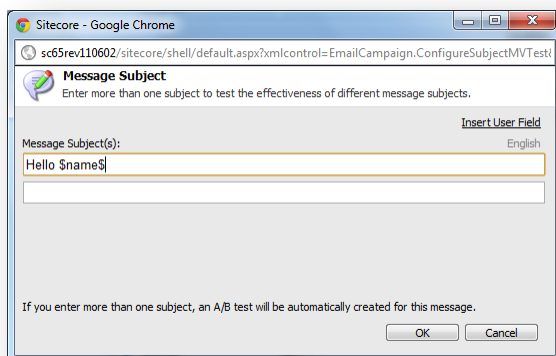 Sitecore - Google Chrome
sc65rev110602/sitecore/shell/default.aspx?xmlcontrol=EmailCampaign.ConfigureSubjectMVTest&
Message Subject
Enter more than one subject to test the effectiveness of different message subjects.
Insert User Field
Message Subject(s): English
Hello $name$
If you enter more than one subject, an A/B test will be automatically created for this message.
OK Cancel